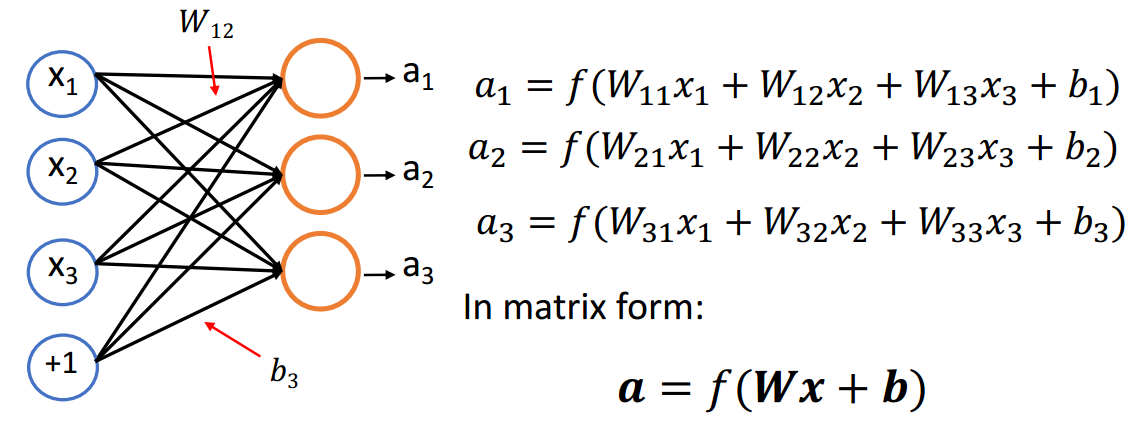 W₁₂
x₁
x₂
x₃
+1
a₁
a₂
a₃
b₃
a₁ = f(W₁₁x₁ + W₁₂x₂ + W₁₃x₃ + b₁)
a₂ = f(W₂₁x₁ + W₂₂x₂ + W₂₃x₃ + b₂)
a₃ = f(W₃₁x₁ + W₃₂x₂ + W₃₃x₃ + b₃)
In matrix form:
a = f(Wx + b)